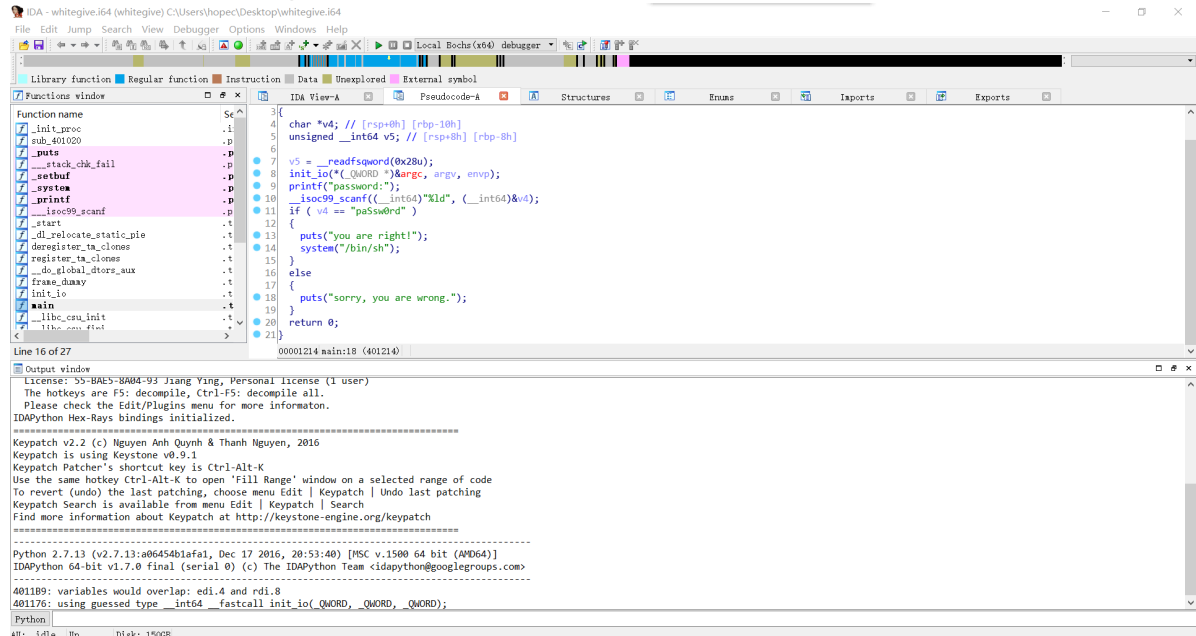 IDA - whitegive.i64 (whitegive) C:\Users\hopec\Desktop\whitegive.i64
File Edit Jump Search View Debugger Options Windows Help
Local Bochs(x64) debugger
Library function Regular function Instruction Data Unexplored External symbol
Functions window
IDA View-A Pseudocode-A Structures Enums Imports Exports
Function name Se
_init_proc .i
sub_401020 .p
_puts .p
___stack_chk_fail .p
_setbuf .p
_system .p
_printf .p
___isoc99_scanf .p
_start .t
_dl_relocate_static_pie .t
deregister_tm_clones .t
register_tm_clones .t
__do_global_dtors_aux .t
frame_dummy .t
init_io .t
main .t
__libc_csu_init .t
__libc_csu_fini
Line 16 of 27
3 {
4 char *v4; // [rsp+0h] [rbp-10h]
5 unsigned __int64 v5; // [rsp+8h] [rbp-8h]
6
7 v5 = __readfsqword(0x28u);
8 init_io(*(_QWORD *)&argc, argv, envp);
9 printf("password:");
10 __isoc99_scanf((__int64)"%ld", (__int64)&v4);
11 if ( v4 == "paSsw0rd" )
12 {
13 puts("you are right!");
14 system("/bin/sh");
15 }
16 else
17 {
18 puts("sorry, you are wrong.");
19 }
20 return 0;
21 }
00001214 main:18 (401214)
Output window
License: 55-BAE5-8A04-93 Jiang Ying, Personal license (1 user)
The hotkeys are F5: decompile, Ctrl-F5: decompile all.
Please check the Edit/Plugins menu for more informaton.
IDAPython Hex-Rays bindings initialized.
Keypatch v2.2 (c) Nguyen Anh Quynh & Thanh Nguyen, 2016
Keypatch is using Keystone v0.9.1
Keypatch Patcher's shortcut key is Ctrl-Alt-K
Use the same hotkey Ctrl-Alt-K to open 'Fill Range' window on a selected range of code
To revert (undo) the last patching, choose menu Edit | Keypatch | Undo last patching
Keypatch Search is available from menu Edit | Keypatch | Search
Find more information about Keypatch at http://keystone-engine.org/keypatch
Python 2.7.13 (v2.7.13:a06454b1afa1, Dec 17 2016, 20:53:40) [MSC v.1500 64 bit (AMD64)]
IDAPython 64-bit v1.7.0 final (serial 0) (c) The IDAPython Team <idapython@googlegroups.com>
4011B9: variables would overlap: edi.4 and rdi.8
401176: using guessed type __int64 __fastcall init_io(_QWORD, _QWORD, _QWORD);
Python
AU: idle Disk: 150GB